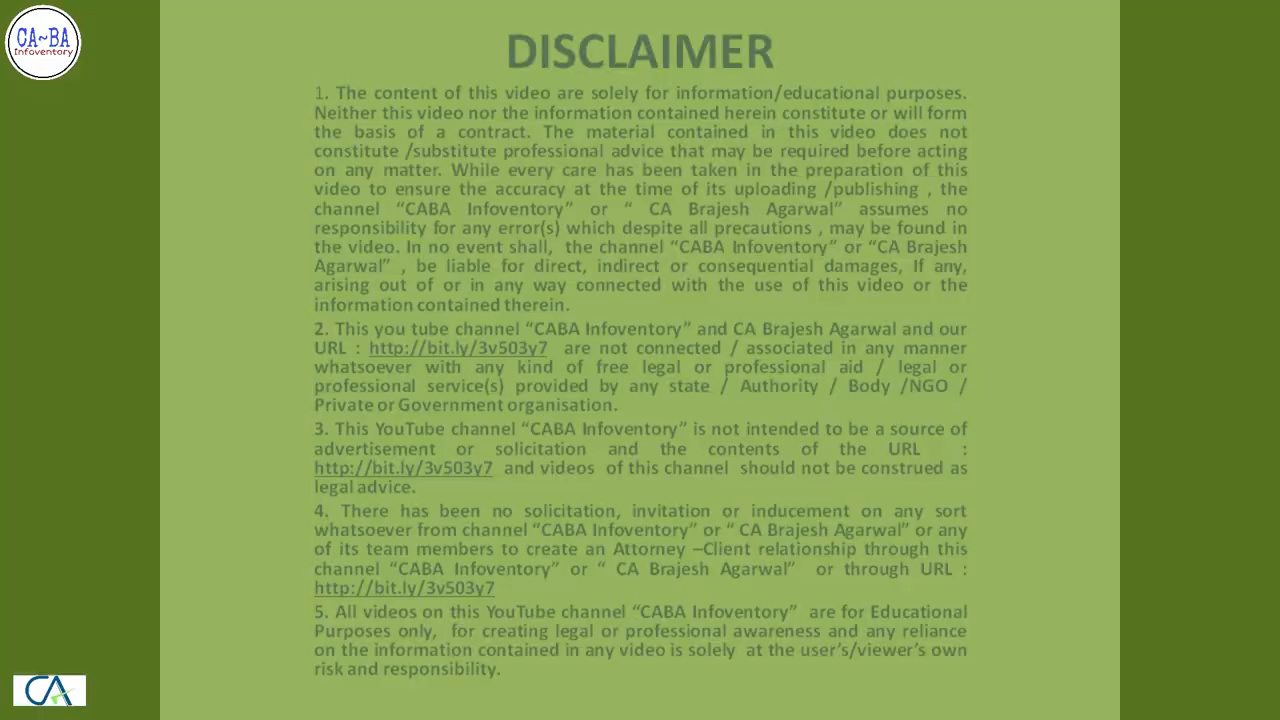 CA~BA
Infoventory
DISCLAIMER
1. The content of this video are solely for information/educational purposes.
Neither this video nor the information contained herein constitute or will form
the basis of a contract. The material contained in this video does not
constitute /substitute professional advice that may be required before acting
on any matter. While every care has been taken in the preparation of this
video to ensure the accuracy at the time of its uploading /publishing , the
channel “CABA Infoventory” or “ CA Brajesh Agarwal” assumes no
responsibility for any error(s) which despite all precautions , may be found in
the video. In no event shall, the channel “CABA Infoventory” or “CA Brajesh
Agarwal” , be liable for direct, indirect or consequential damages, If any,
arising out of or in any way connected with the use of this video or the
information contained therein.
2. This you tube channel “CABA Infoventory” and CA Brajesh Agarwal and our
URL : http://bit.ly/3v503y7 are not connected / associated in any manner
whatsoever with any kind of free legal or professional aid / legal or
professional service(s) provided by any state / Authority / Body /NGO /
Private or Government organisation.
3. This YouTube channel “CABA Infoventory” is not intended to be a source of
advertisement or solicitation and the contents of the URL :
http://bit.ly/3v503y7 and videos of this channel should not be construed as
legal advice.
4. There has been no solicitation, invitation or inducement on any sort
whatsoever from channel “CABA Infoventory” or “ CA Brajesh Agarwal” or any
of its team members to create an Attorney –Client relationship through this
channel “CABA Infoventory” or “ CA Brajesh Agarwal” or through URL :
http://bit.ly/3v503y7
5. All videos on this YouTube channel “CABA Infoventory” are for Educational
Purposes only, for creating legal or professional awareness and any reliance
on the information contained in any video is solely at the user’s/viewer’s own
risk and responsibility.
CA